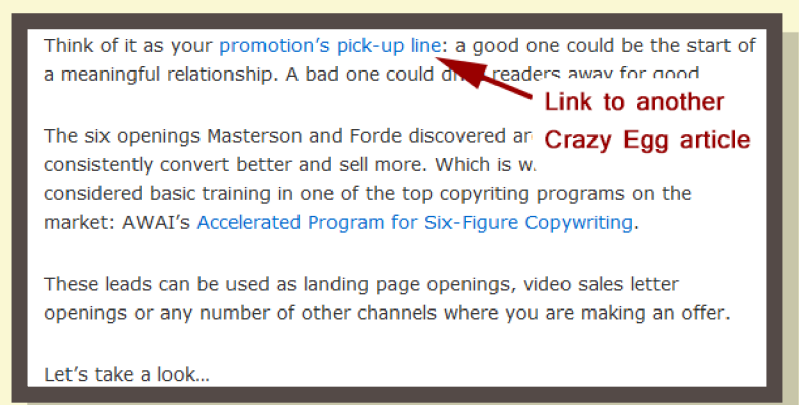 Think of it as your promotion’s pick-up line: a good one could be the start of
a meaningful relationship. A bad one could readers away for good
Link to another
Crazy Egg article
The six openings Masterson and Forde discovered
consistently convert better and sell more. Which is
considered basic training in one of the top copyriting programs on the
market: AWAI’s Accelerated Program for Six-Figure Copywriting.
These leads can be used as landing page openings, video sales letter
openings or any number of other channels where you are making an offer.
Let’s take a look...